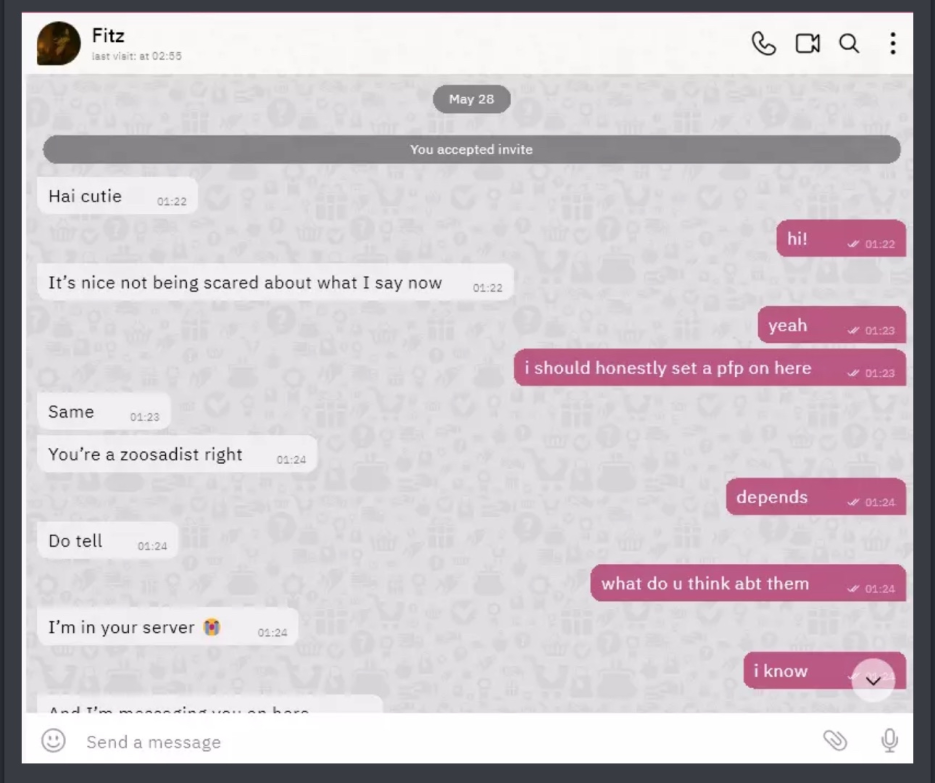 Fitz
last visit: at 02:55
May 28
You accepted invite
Hai cutie 01:22
hi! 01:22
It's nice not being scared about what I say now 01:22
yeah 01:23
i should honestly set a pfp on here 01:23
Same 01:23
You're a zoosadist right 01:24
depends 01:24
Do tell 01:24
what do u think abt them 01:24
I'm in your server 😭 01:24
i know
And I'm messaging you on here
Send a message